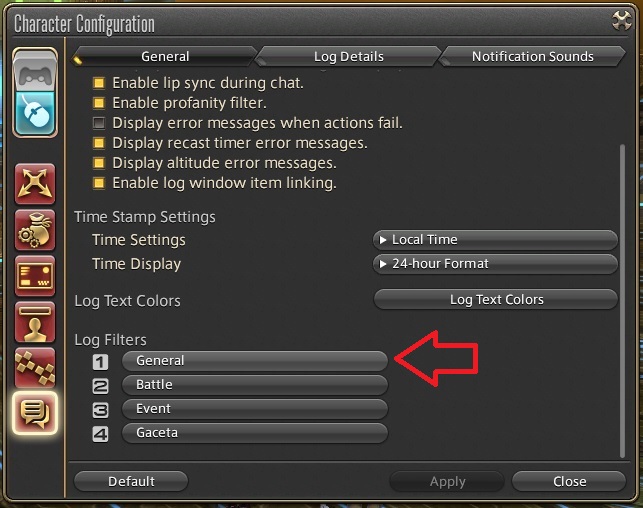 Character Configuration
General
Log Details
Notification Sounds
Enable lip sync during chat.
Enable profanity filter.
Display error messages when actions fail.
Display recast timer error messages.
Display altitude error messages.
Enable log window item linking.
Time Stamp Settings
Time Settings
Local Time
Time Display
24-hour Format
Log Text Colors
Log Text Colors
Log Filters
1 General
2 Battle
3 Event
4 Gaceta
Default
Apply
Close